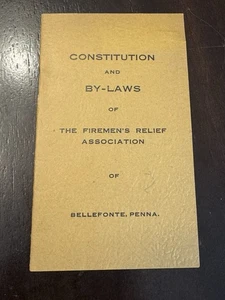 CONSTITUTION
AND
BY-LAWS
OF
THE FIREMEN'S RELIEF
ASSOCIATION
OF
BELLEFONTE, PENNA.